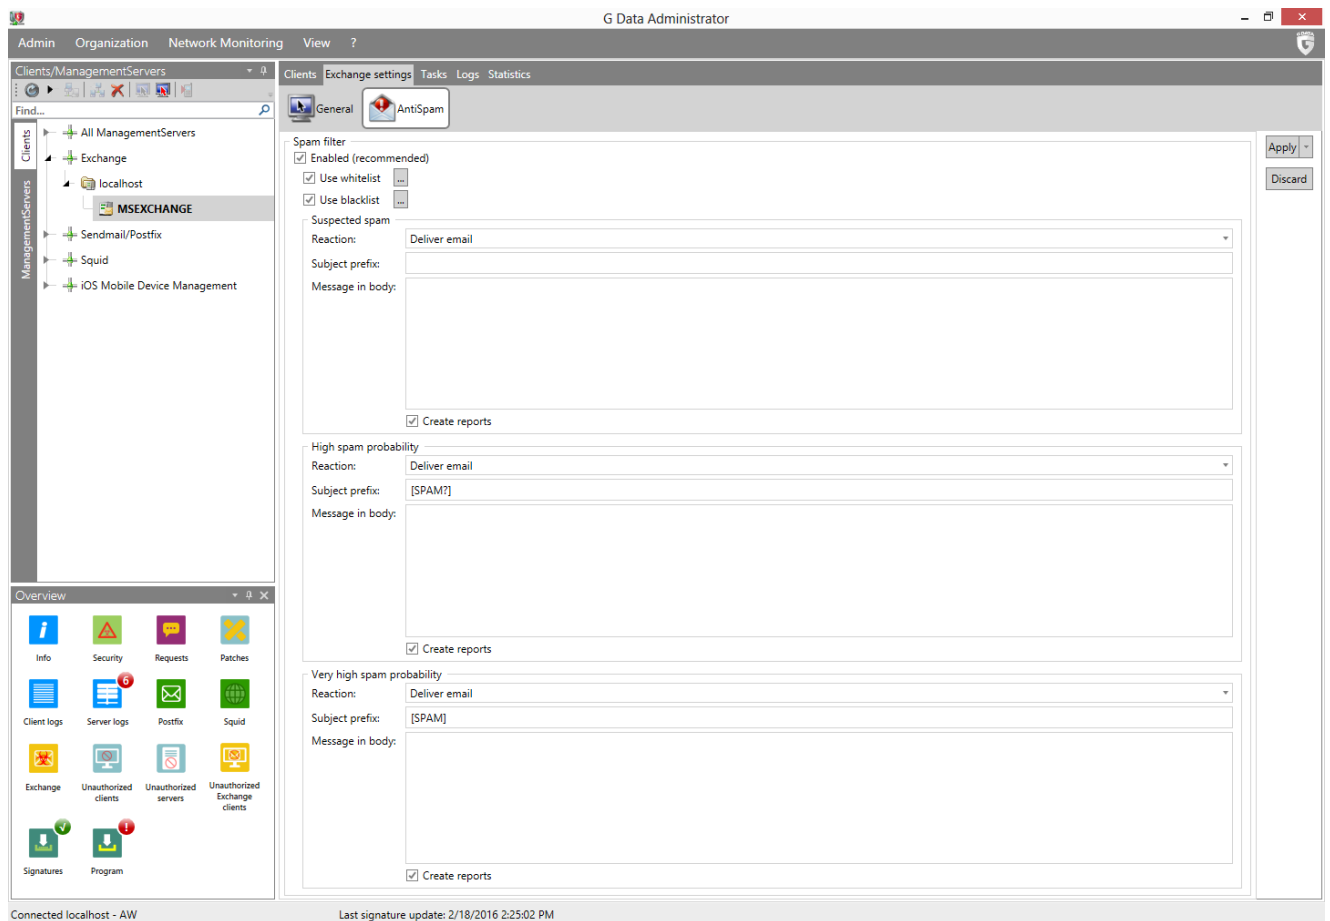 G Data Administrator
Admin Organization Network Monitoring View ?
Clients/ManagementServers
Find...
Clients
ManagementServers
All ManagementServers
Exchange
localhost
MSEXCHANGE
Sendmail/Postfix
Squid
iOS Mobile Device Management
Clients Exchange settings Tasks Logs Statistics
General AntiSpam
Spam filter
Enabled (recommended)
Use whitelist ...
Use blacklist ...
Suspected spam
Reaction: Deliver email
Subject prefix:
Message in body:
Create reports
High spam probability
Reaction: Deliver email
Subject prefix: [SPAM?]
Message in body:
Create reports
Very high spam probability
Reaction: Deliver email
Subject prefix: [SPAM]
Message in body:
Create reports
Apply
Discard
Overview
Info Security Requests Patches
6
Client logs Server logs Postfix Squid
Exchange Unauthorized clients Unauthorized servers Unauthorized Exchange clients
Signatures Program
Connected localhost - AW Last signature update: 2/18/2016 2:25:02 PM